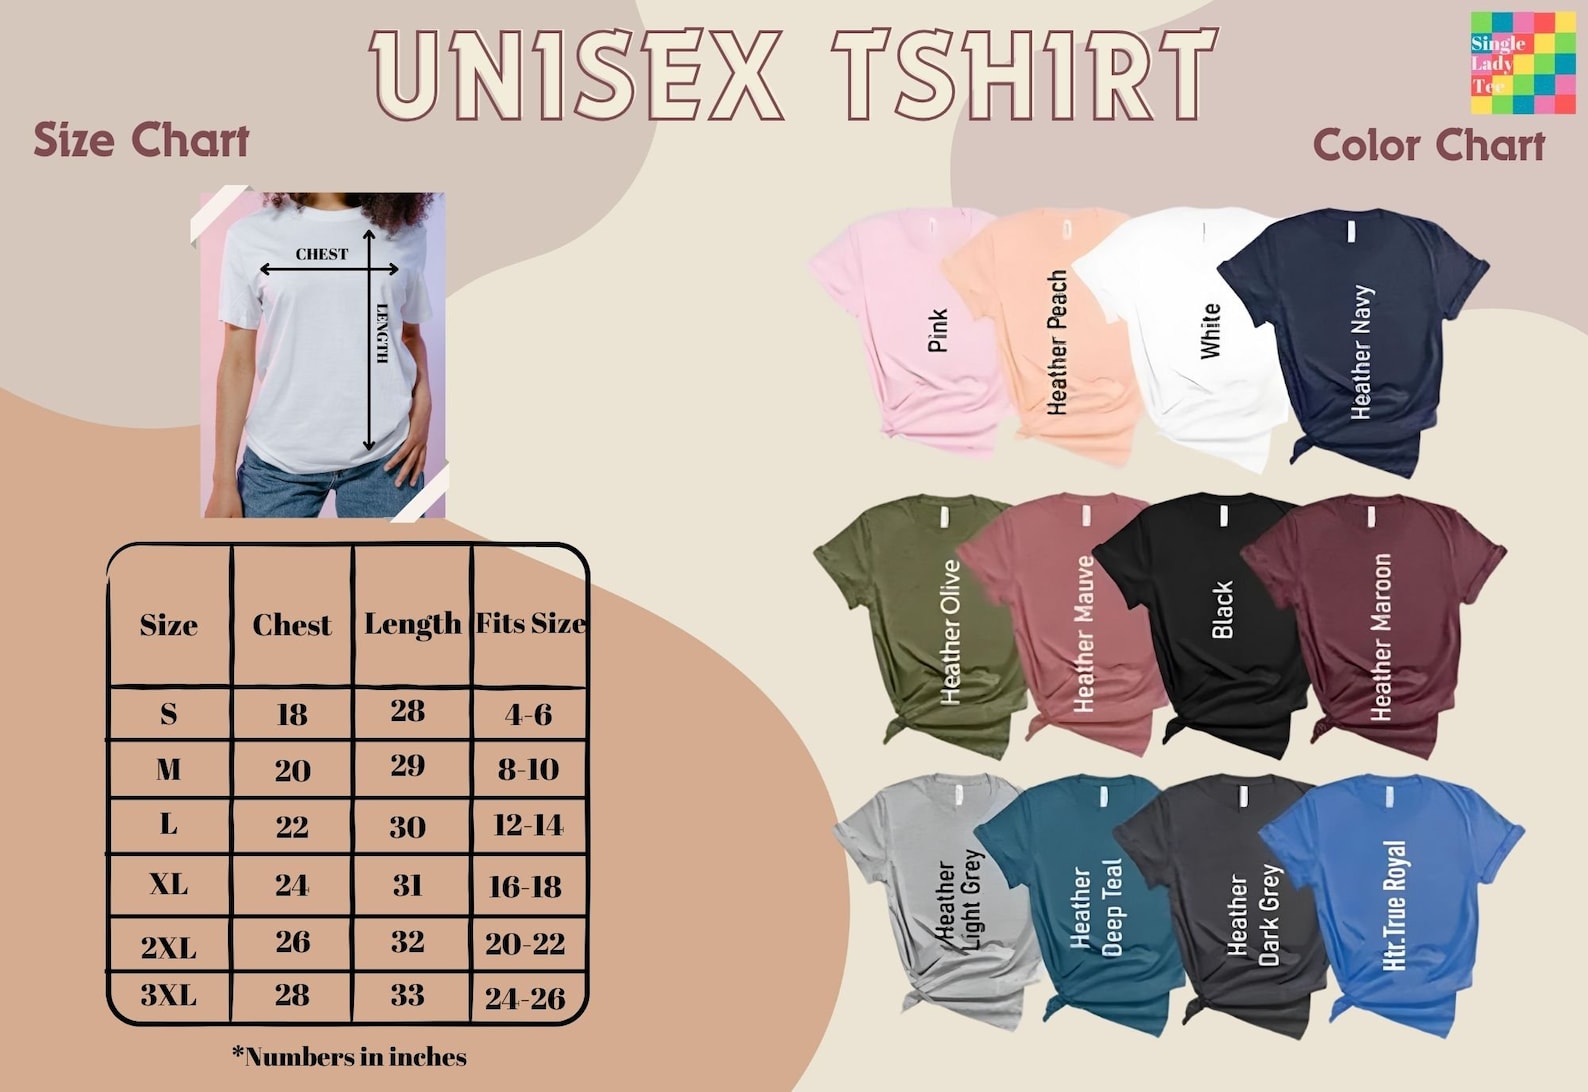 UNISEX TSHIRT
Single
Lady
Tee
Size Chart
Color Chart
CHEST
LENGTH
Pink
Heather Peach
White
Heather Navy
Heather Olive
Heather Mauve
Black
Heather Maroon
Heather
Light Grey
Heather
Deep Teal
Heather
Dark Grey
Htr.True Royal
Size Chest Length Fits Size
S 18 28 4-6
M 20 29 8-10
L 22 30 12-14
XL 24 31 16-18
2XL 26 32 20-22
3XL 28 33 24-26
*Numbers in inches